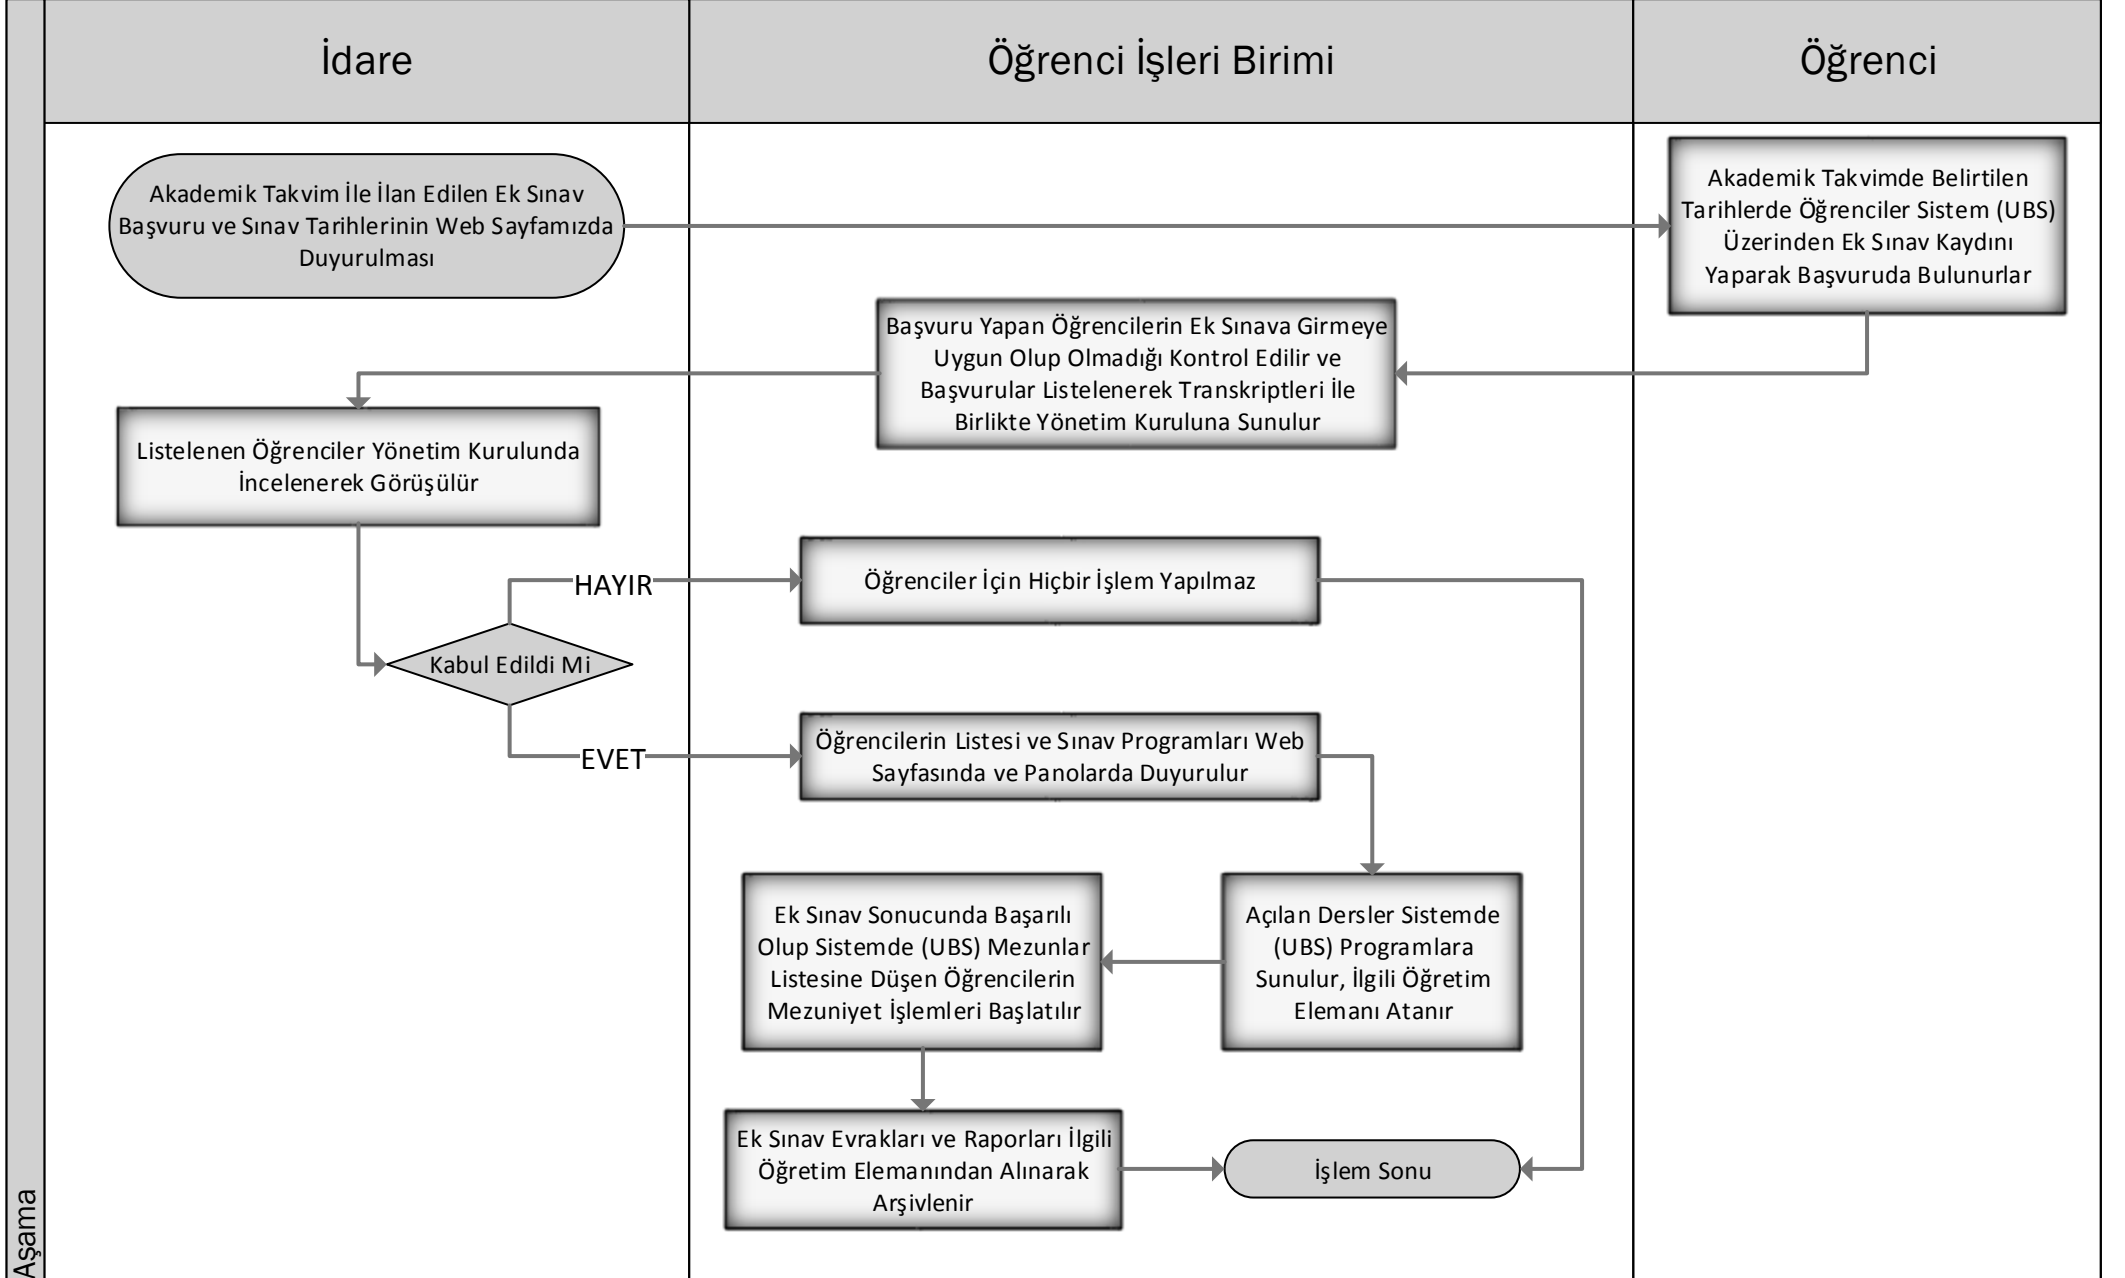 İdare
Öğrenci İşleri Birimi
Öğrenci
Akademik Takvim İle İlan Edilen Ek Sınav
Başvuru ve Sınav Tarihlerinin Web Sayfamızda
Duyurulması
Akademik Takvimde Belirtilen
Tarihlerde Öğrenciler Sistem (UBS)
Üzerinden Ek Sınav Kaydını
Yaparak Başvuruda Bulunurlar
Başvuru Yapan Öğrencilerin Ek Sınava Girmeye
Uygun Olup Olmadığı Kontrol Edilir ve
Başvurular Listelenerek Transkriptleri İle
Birlikte Yönetim Kuruluna Sunulur
Listelenen Öğrenciler Yönetim Kurulunda
İncelenerek Görüşülür
HAYIR
Öğrenciler İçin Hiçbir İşlem Yapılmaz
Kabul Edildi Mi
EVET
Öğrencilerin Listesi ve Sınav Programları Web
Sayfasında ve Panolarda Duyurulur
Açılan Dersler Sistemde
(UBS) Programlara
Sunulur, İlgili Öğretim
Elemanı Atanır
Ek Sınav Sonucunda Başarılı
Olup Sistemde (UBS) Mezunlar
Listesine Düşen Öğrencilerin
Mezuniyet İşlemleri Başlatılır
Ek Sınav Evrakları ve Raporları İlgili
Öğretim Elemanından Alınarak
Arşivlenir
İşlem Sonu
Aşama